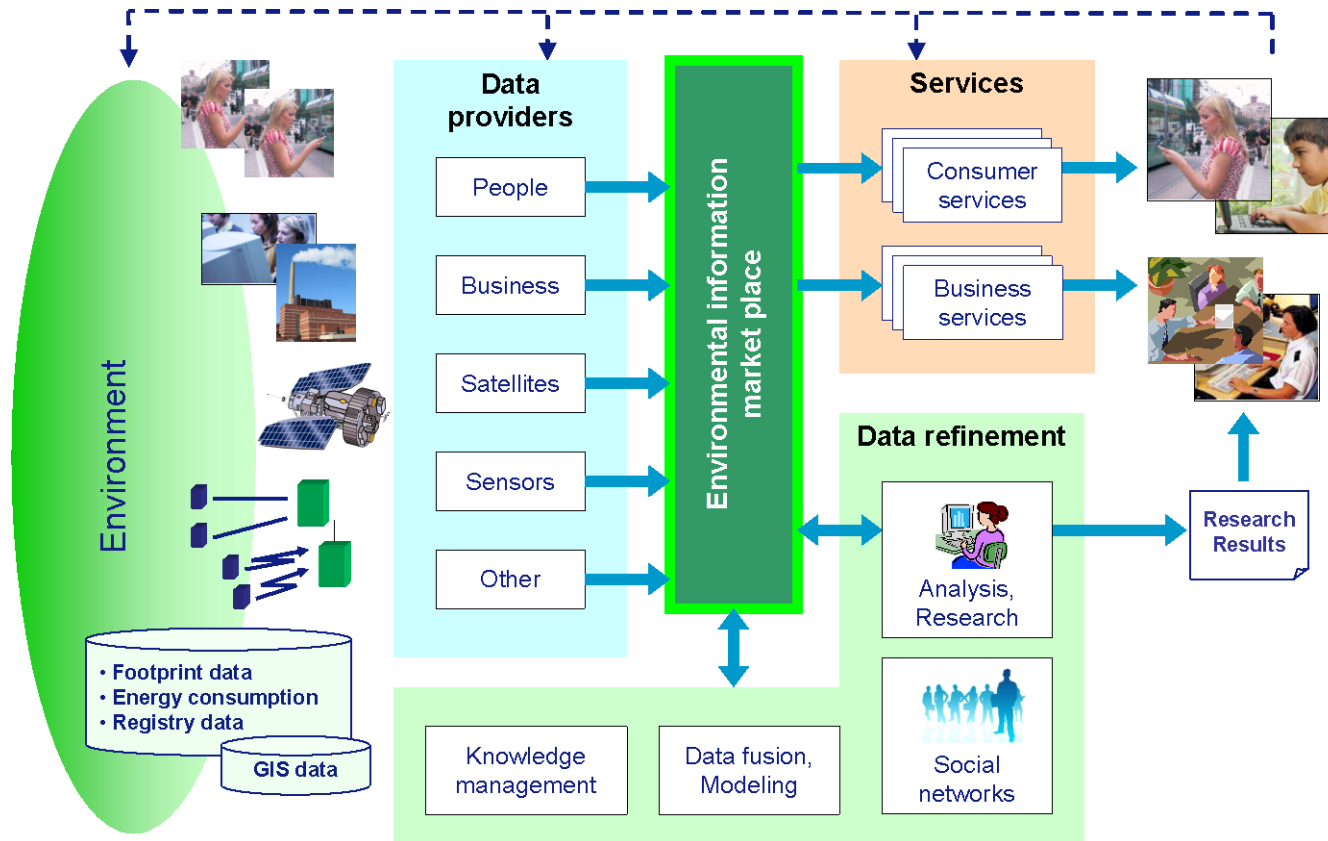 Data
providers
Services
People
Business
Satellites
Sensors
Other
Environmental information
market place
Consumer
services
Business
services
Environment
Data refinement
Analysis,
Research
Research
Results
• Footprint data
• Energy consumption
• Registry data
GIS data
Knowledge
management
Data fusion,
Modeling
Social
networks